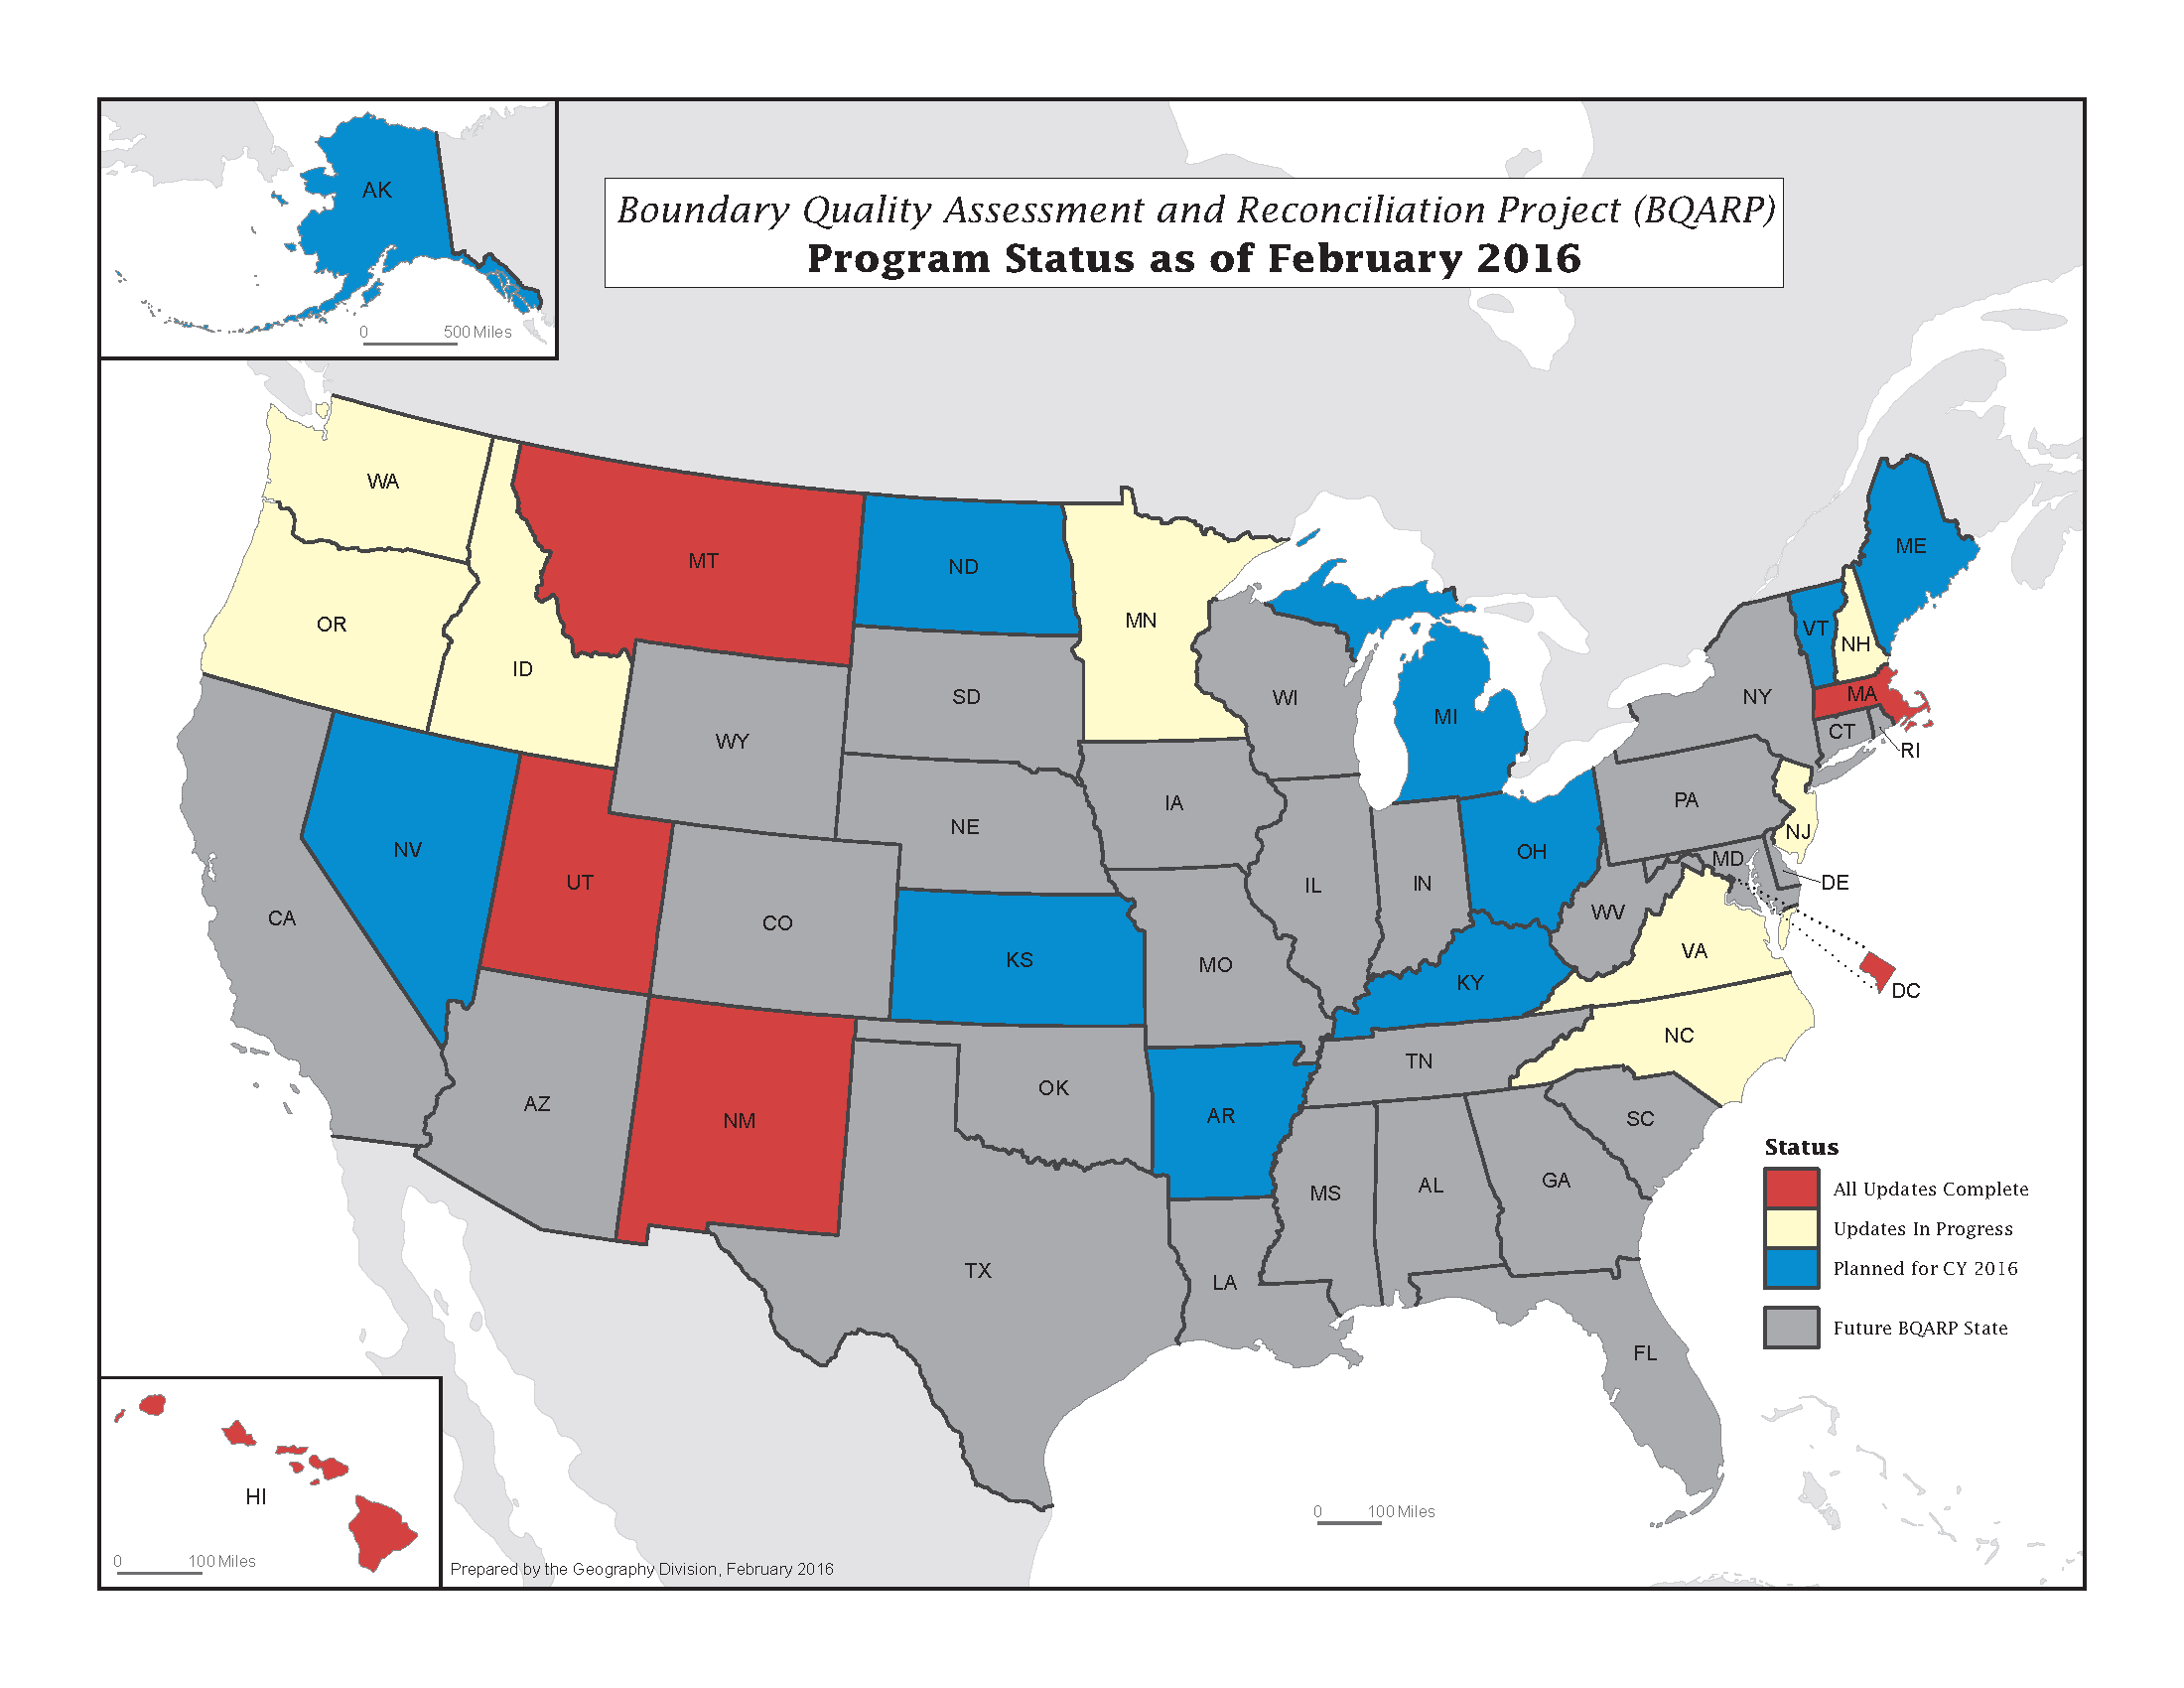 AK
0 500 Miles
Boundary Quality Assessment and Reconciliation Project (BQARP)
Program Status as of February 2016
WA
MT
ND
ME
OR
MN
VT
NH
ID
SD
WI
NY
MA
MI
CT
RI
WY
IA
PA
NE
NJ
NV
OH
MD
UT
IL
IN
DE
CA
CO
WV
KS
MO
VA
KY
DC
NC
TN
OK
AZ
NM
AR
SC
GA
AL
MS
TX
LA
FL
Status
All Updates Complete
Updates In Progress
Planned for CY 2016
Future BQARP State
HI
0 100 Miles
0 100 Miles
Prepared by the Geography Division, February 2016